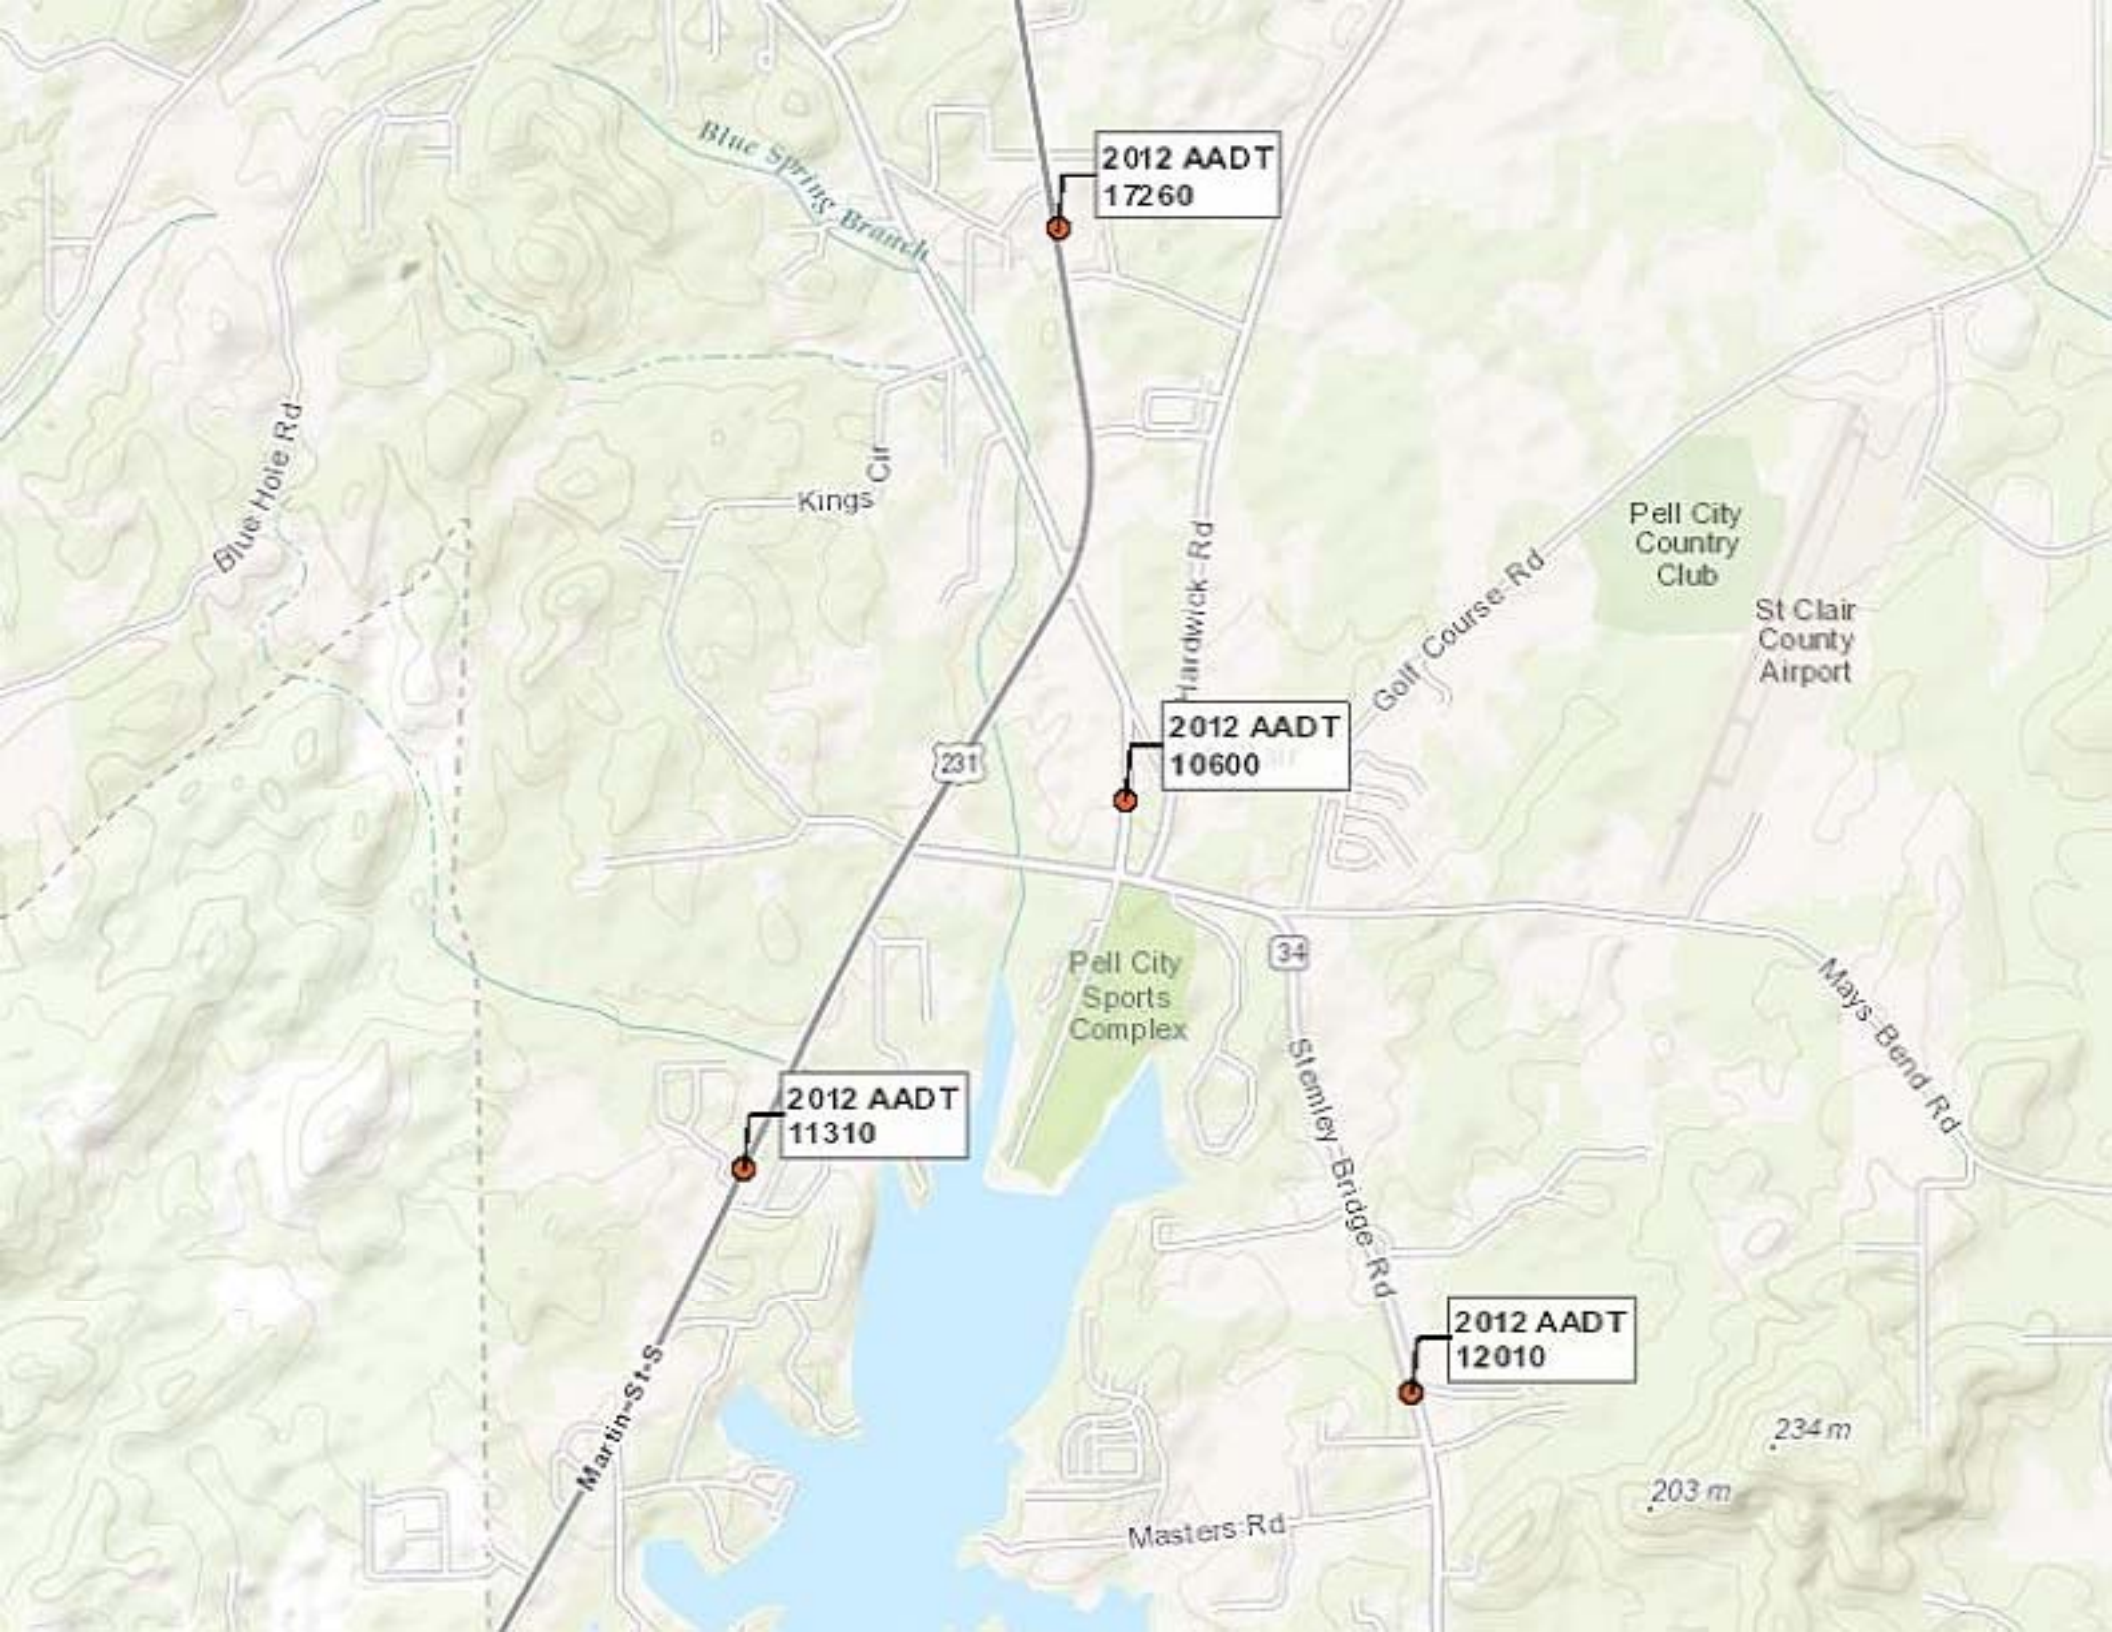 Blue Spring Branch
2012 AADT
17260
Blue Hole Rd
Kings Cir
Hardwick Rd
Golf Course Rd
Pell City
Country
Club
St Clair
County
Airport
2012 AADT
10600
231
34
Pell City
Sports
Complex
Mays Bend Rd
Stemley Bridge Rd
2012 AADT
11310
2012 AADT
12010
Martin St S
234 m
203 m
Masters Rd